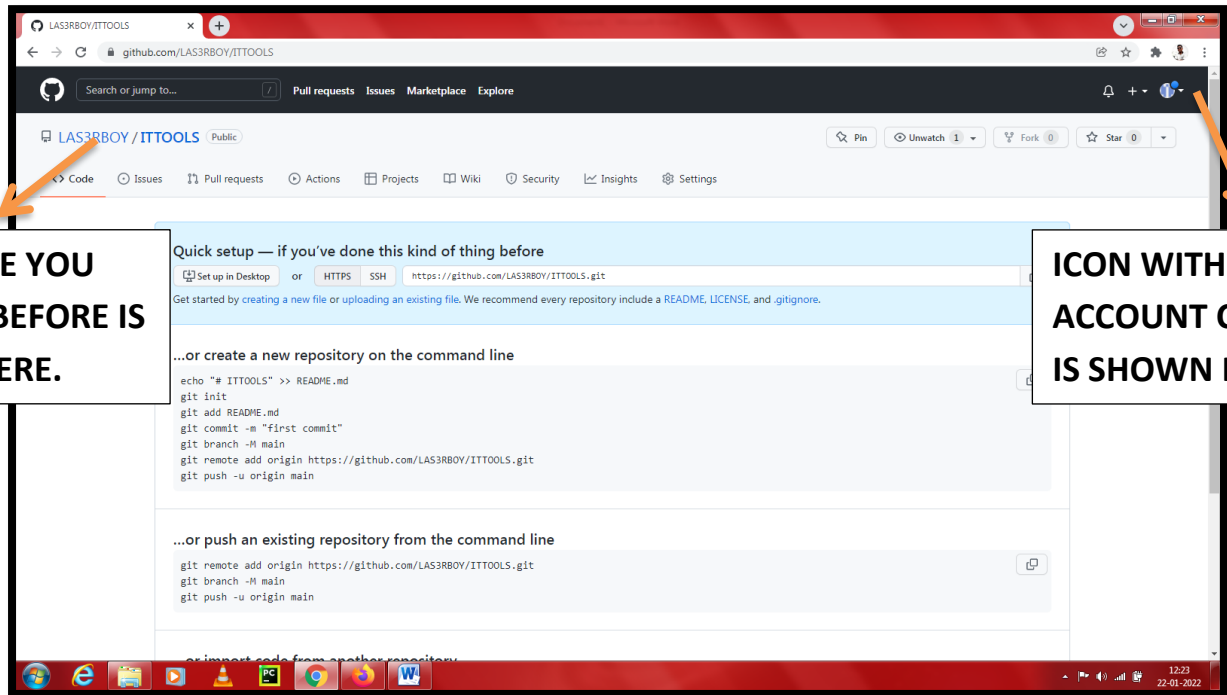 LAS3RBOY/ITTOOLS
github.com/LAS3RBOY/ITTOOLS
Search or jump to... / Pull requests Issues Marketplace Explore
LAS3RBOY / ITTOOLS Public
Pin Unwatch 1 Fork 0 Star 0
<> Code Issues Pull requests Actions Projects Wiki Security Insights Settings
E YOU
BEFORE IS
ERE.
Quick setup — if you've done this kind of thing before
Set up in Desktop or HTTPS SSH https://github.com/LAS3RBOY/ITTOOLS.git
Get started by creating a new file or uploading an existing file. We recommend every repository include a README, LICENSE, and .gitignore.
ICON WITH
ACCOUNT
IS SHOWN
...or create a new repository on the command line
echo "# ITTOOLS" >> README.md
git init
git add README.md
git commit -m "first commit"
git branch -M main
git remote add origin https://github.com/LAS3RBOY/ITTOOLS.git
git push -u origin main
...or push an existing repository from the command line
git remote add origin https://github.com/LAS3RBOY/ITTOOLS.git
git branch -M main
git push -u origin main
...or import code from another repository
PC
12:23
22-01-2022